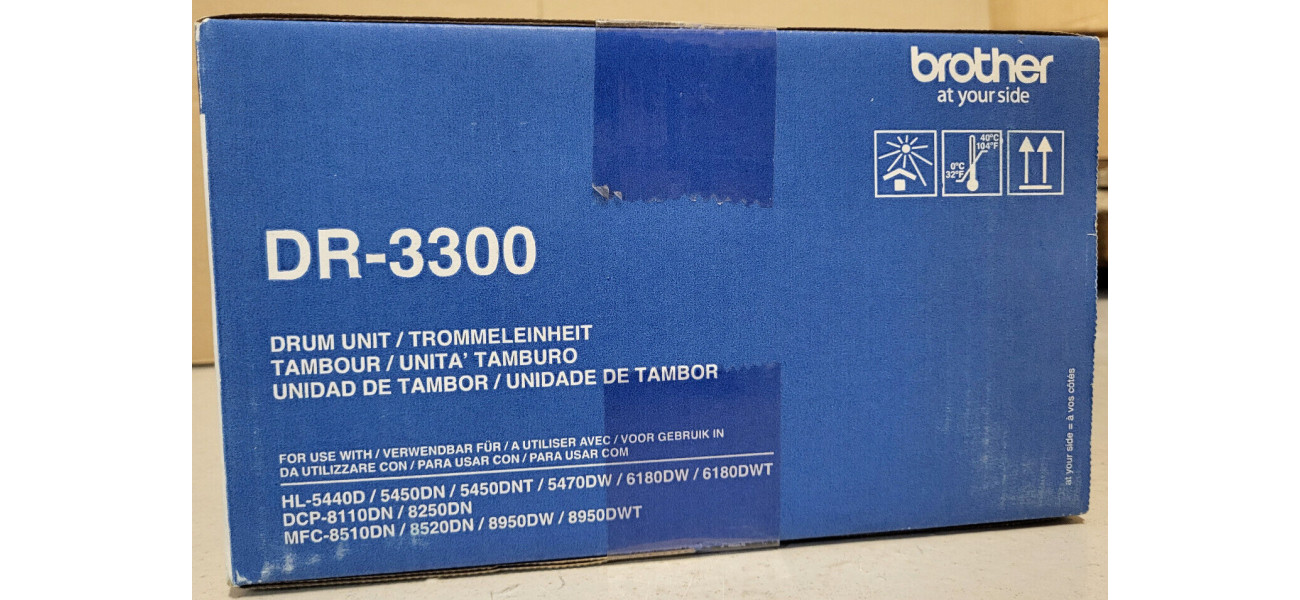 brother
at your side
40°C
104°F
0°C
32°F
DR-3300
DRUM UNIT / TROMMELEINHEIT
TAMBOUR / UNITA' TAMBURO
UNIDAD DE TAMBOR / UNIDADE DE TAMBOR
FOR USE WITH / VERWENDBAR FÜR / A UTILISER AVEC / VOOR GEBRUIK IN
DA UTILIZZARE CON / PARA USAR CON / PARA USAR COM
HL-5440D / 5450DN / 5450DNT / 5470DW / 6180DW / 6180DWT
DCP-8110DN / 8250DN
MFC-8510DN / 8520DN / 8950DW / 8950DWT
at your side = à vos côtés